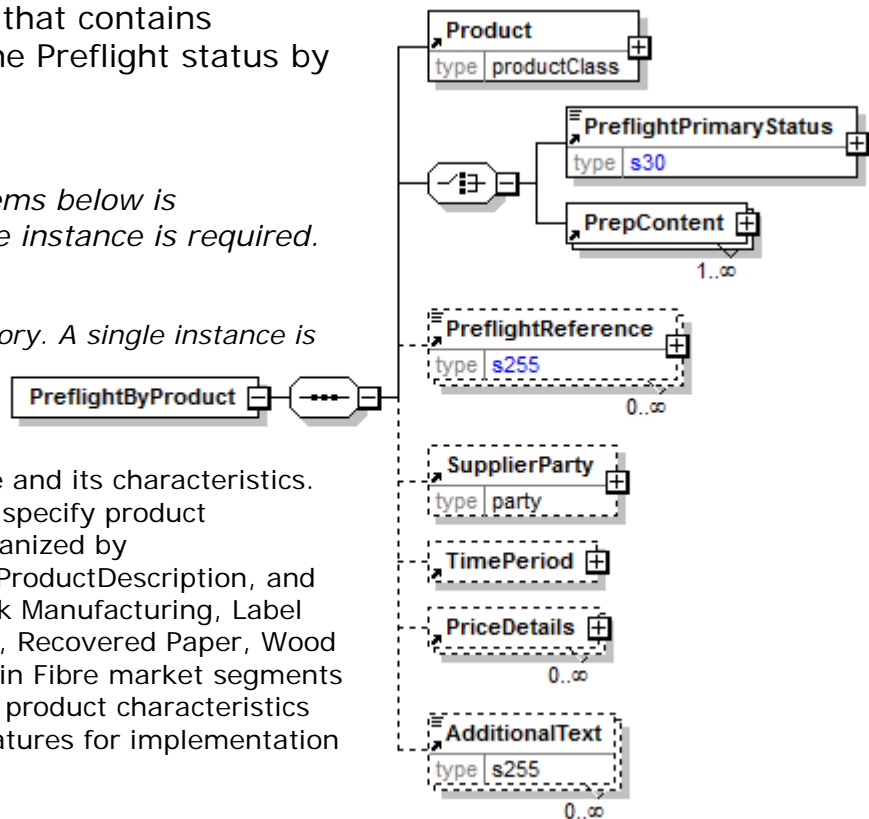 that contains
ne Preflight status by
ems below is
e instance is required.
ory. A single instance is
e and its characteristics.
specify product
anized by
ProductDescription, and
k Manufacturing, Label
, Recovered Paper, Wood
in Fibre market segments
product characteristics
atures for implementation
PreflightByProduct
Product
type productClass
PreflightPrimaryStatus
type s30
PrepContent
1..∞
PreflightReference
type s255
0..∞
SupplierParty
type party
TimePeriod
PriceDetails
0..∞
AdditionalText
type s255
0..∞